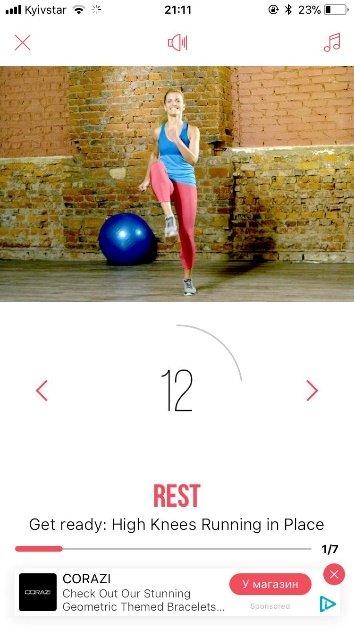 Kyivstar
21:11
23%
12
REST
Get ready: High Knees Running in Place
1/7
CORAZI
CORAZI
Check Out Our Stunning
Geometric Themed Bracelets...
У магазин
Sponsored